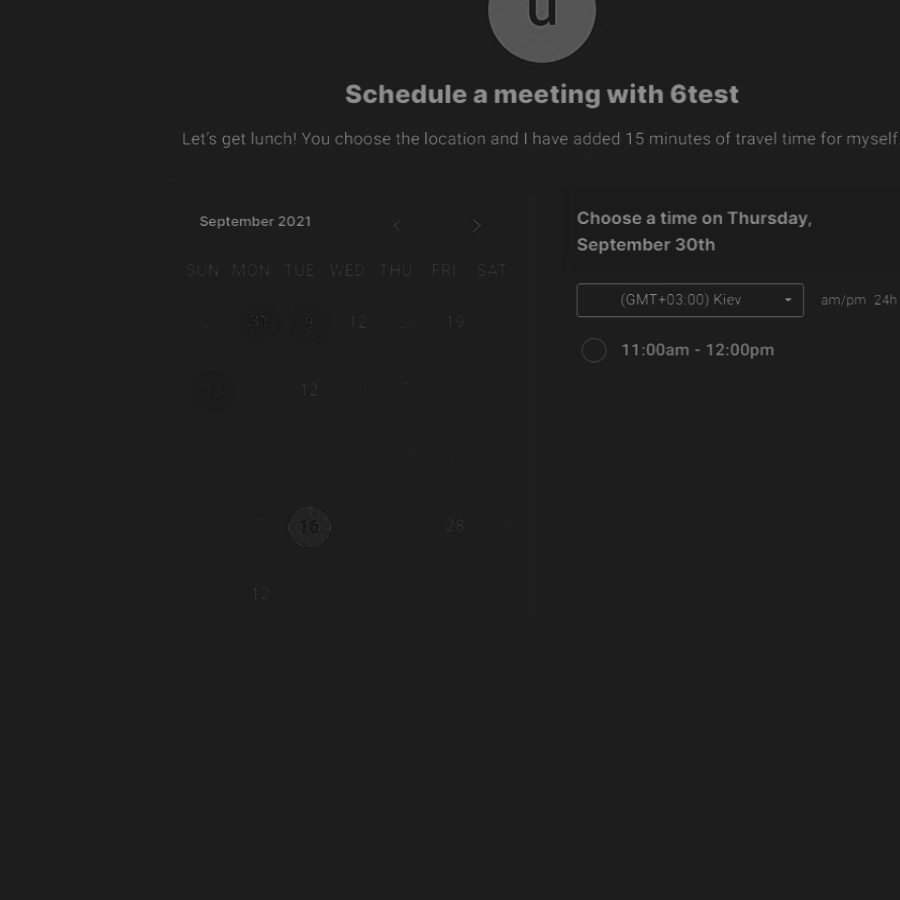 u
Schedule a meeting with 6test
Let's get lunch! You choose the location and I have added 15 minutes of travel time for myself
September 2021
SUN MON TUE WED THU FRI SAT
31 9 12 19
13 12
16 28
12
Choose a time on Thursday,
September 30th
(GMT+03:00) Kiev
am/pm 24h
11:00am - 12:00pm